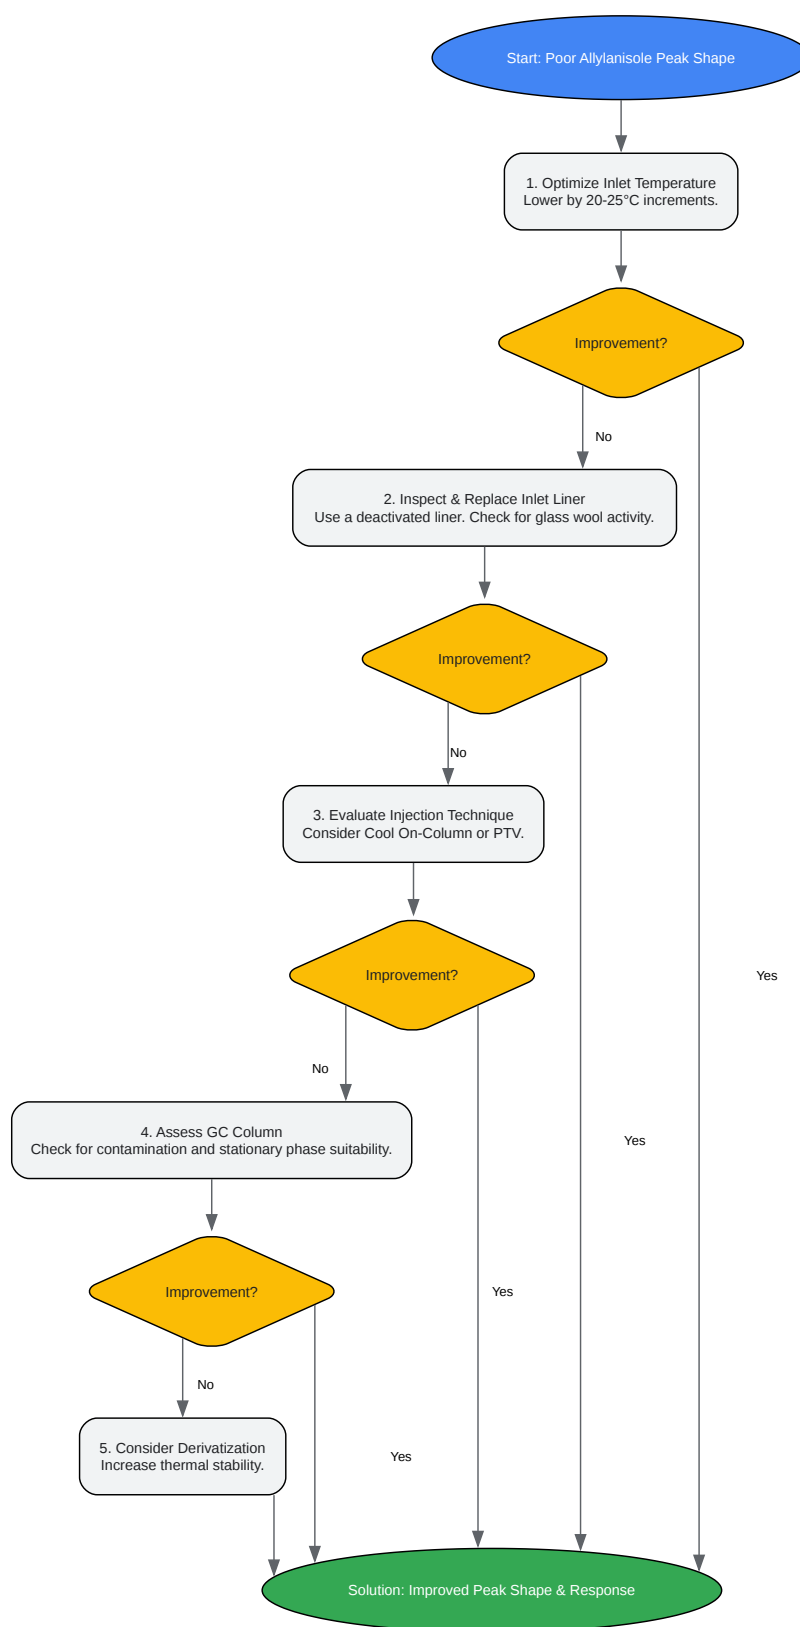 Start: Poor Allylanisole Peak Shape
1. Optimize Inlet Temperature
Lower by 20-25°C increments.
Improvement?
No
2. Inspect & Replace Inlet Liner
Use a deactivated liner. Check for glass wool activity.
Improvement?
No
3. Evaluate Injection Technique
Consider Cool On-Column or PTV.
Improvement?
Yes
No
4. Assess GC Column
Check for contamination and stationary phase suitability.
Yes
Improvement?
Yes
No
5. Consider Derivatization
Increase thermal stability.
Yes
Solution: Improved Peak Shape & Response